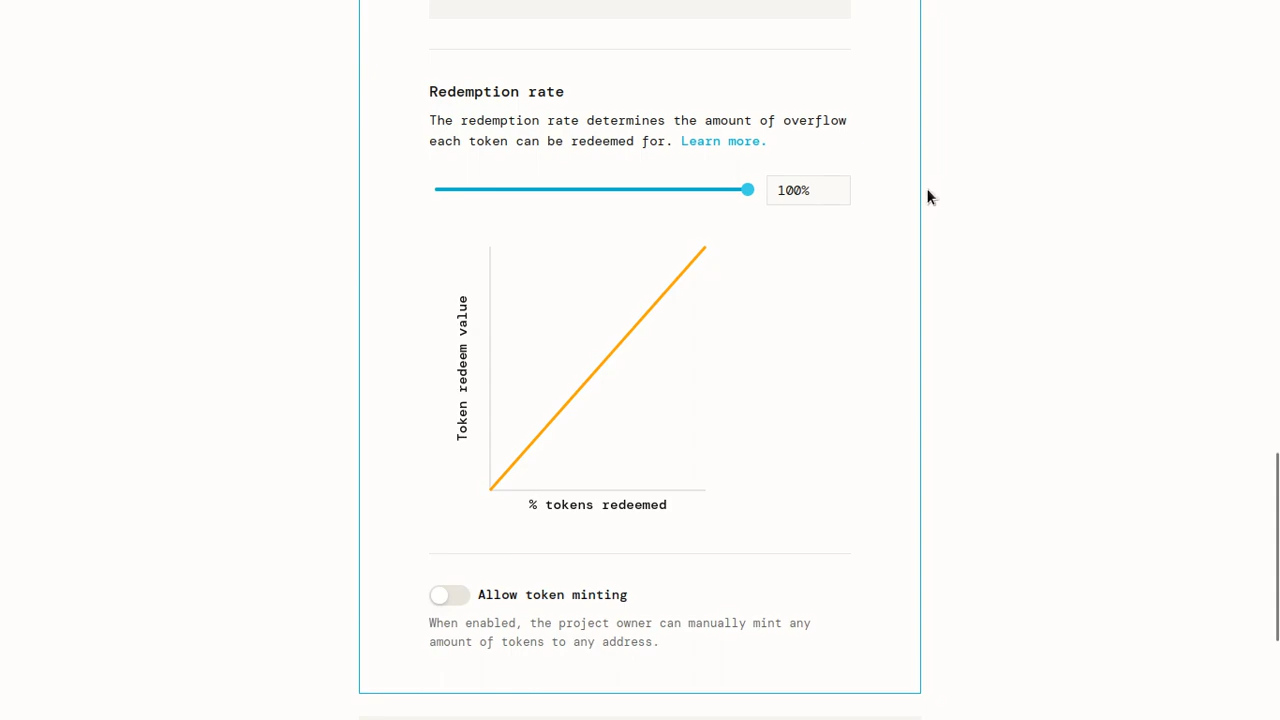 Redemption rate
The redemption rate determines the amount of overflow
each token can be redeemed for. Learn more.
100%
Token redeem value
% tokens redeemed
Allow token minting
When enabled, the project owner can manually mint any
amount of tokens to any address.